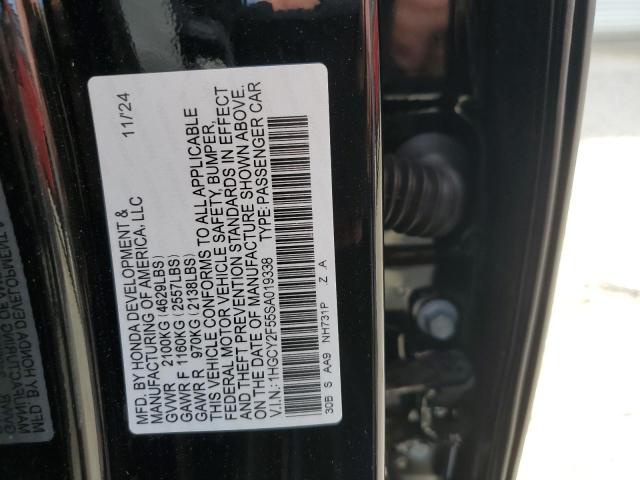 MFD. BY HONDA DEVELOPMENT & 11/24
MANUFACTURING OF AMERICA, LLC
GVWR 2100KG (4629LBS)
GAWR F 1160KG (2557LBS)
GAWR R 970KG (2138LBS)
THIS VEHICLE CONFORMS TO ALL APPLICABLE
FEDERAL MOTOR VEHICLE SAFETY, BUMPER,
AND THEFT PREVENTION STANDARDS IN EFFECT
ON THE DATE OF MANUFACTURE SHOWN ABOVE.
V.I.N.: 1HGCY2F55SA019338 TYPE: PASSENGER CAR
30B S AA9 NH731P Z A